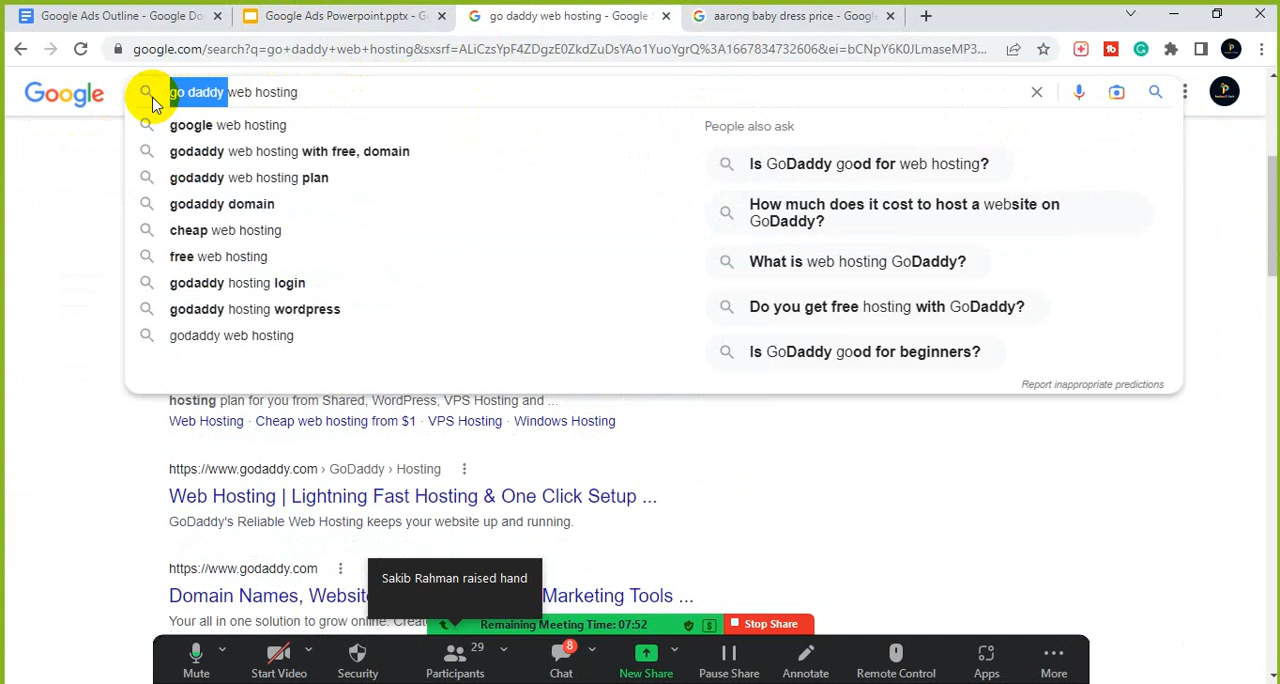 Google Ads Outline - Google Do
Google Ads Powerpoint.pptx - G
go daddy web hosting - Google
aarong baby dress price - Google
google.com/search?q=go+daddy+web+hosting&sxsrf=ALiCzsYpF4ZDgzE0ZkdZuDsYAo1YuoYgrQ%3A1667834732606&ei=bCNpY6K0JLmaseMP3...
Google
go daddy web hosting
google web hosting
godaddy web hosting with free, domain
godaddy web hosting plan
godaddy domain
cheap web hosting
free web hosting
godaddy hosting login
godaddy hosting wordpress
godaddy web hosting
People also ask
Is GoDaddy good for web hosting?
How much does it cost to host a website on
GoDaddy?
What is web hosting GoDaddy?
Do you get free hosting with GoDaddy?
Is GoDaddy good for beginners?
Report inappropriate predictions
hosting plan for you from Shared, WordPress, VPS Hosting and ...
Web Hosting · Cheap web hosting from $1 · VPS Hosting · Windows Hosting
https://www.godaddy.com › GoDaddy › Hosting
Web Hosting | Lightning Fast Hosting & One Click Setup ...
GoDaddy's Reliable Web Hosting keeps your website up and running.
https://www.godaddy.com
Domain Names, Website Marketing Tools ...
Your all in one solution to grow online. Create
Sakib Rahman raised hand
Remaining Meeting Time: 07:52
Stop Share
Mute
Start Video
Security
29
Participants
8
Chat
New Share
Pause Share
Annotate
Remote Control
Apps
More